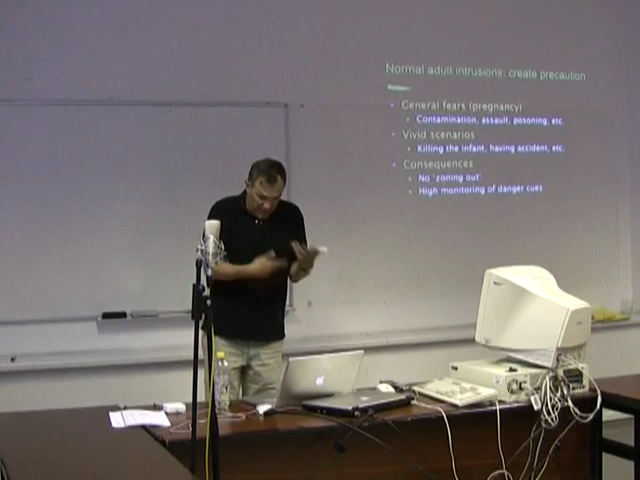 Normal adult intrusions: create precaution
General fears (pregnancy)
Contamination, assault, posoning, etc.
Vivid scenarios
Killing the infant, having accident, etc.
Consequences
No 'zoning out'
High monitoring of danger cues